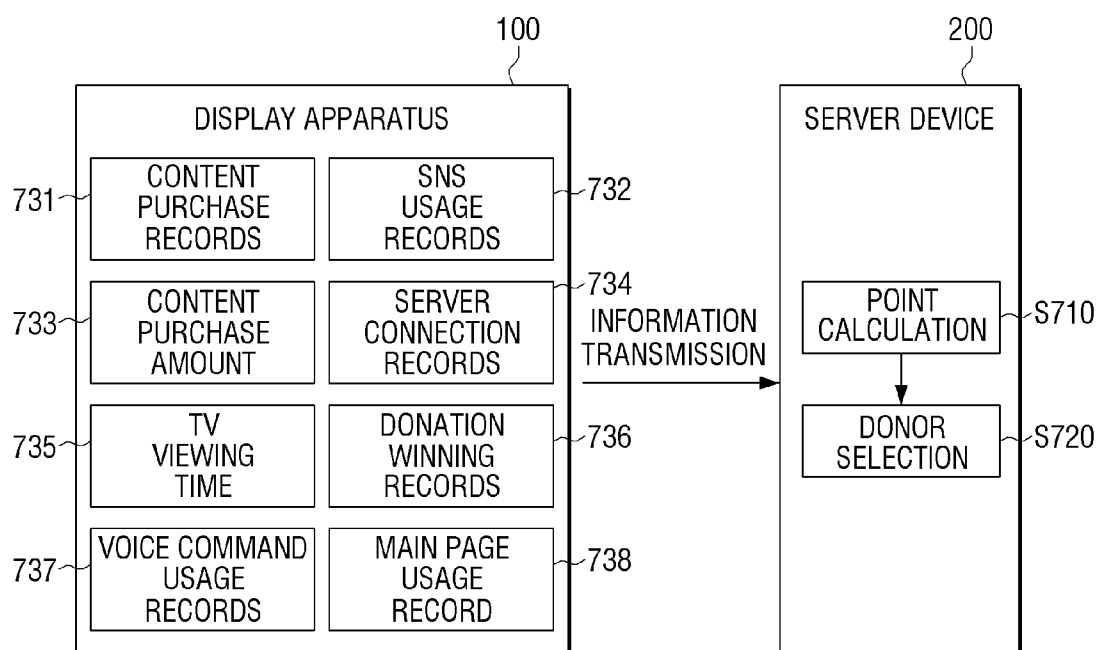 100
200
DISPLAY APPARATUS
SERVER DEVICE
731
CONTENT
PURCHASE
RECORDS
SNS
USAGE
RECORDS
732
733
CONTENT
PURCHASE
AMOUNT
SERVER
CONNECTION
RECORDS
734
INFORMATION
TRANSMISSION
POINT
CALCULATION
S710
735
TV
VIEWING
TIME
DONATION
WINNING
RECORDS
736
DONOR
SELECTION
S720
737
VOICE COMMAND
USAGE
RECORDS
MAIN PAGE
USAGE
RECORD
738